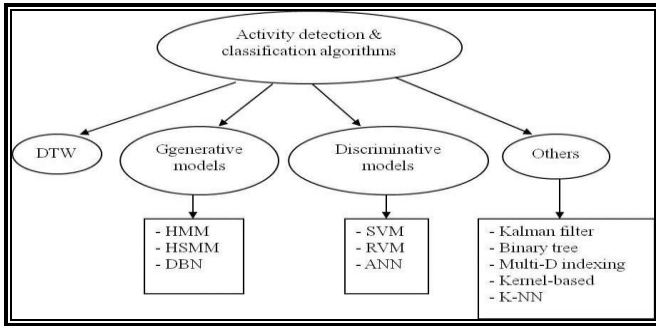 Activity detection &
classification algorithms
DTW
Ggenerative
models
Discriminative
models
Others
- HMM
- HSMM
- DBN
- SVM
- RVM
- ANN
- Kalman filter
- Binary tree
- Multi-D indexing
- Kernel-based
- K-NN